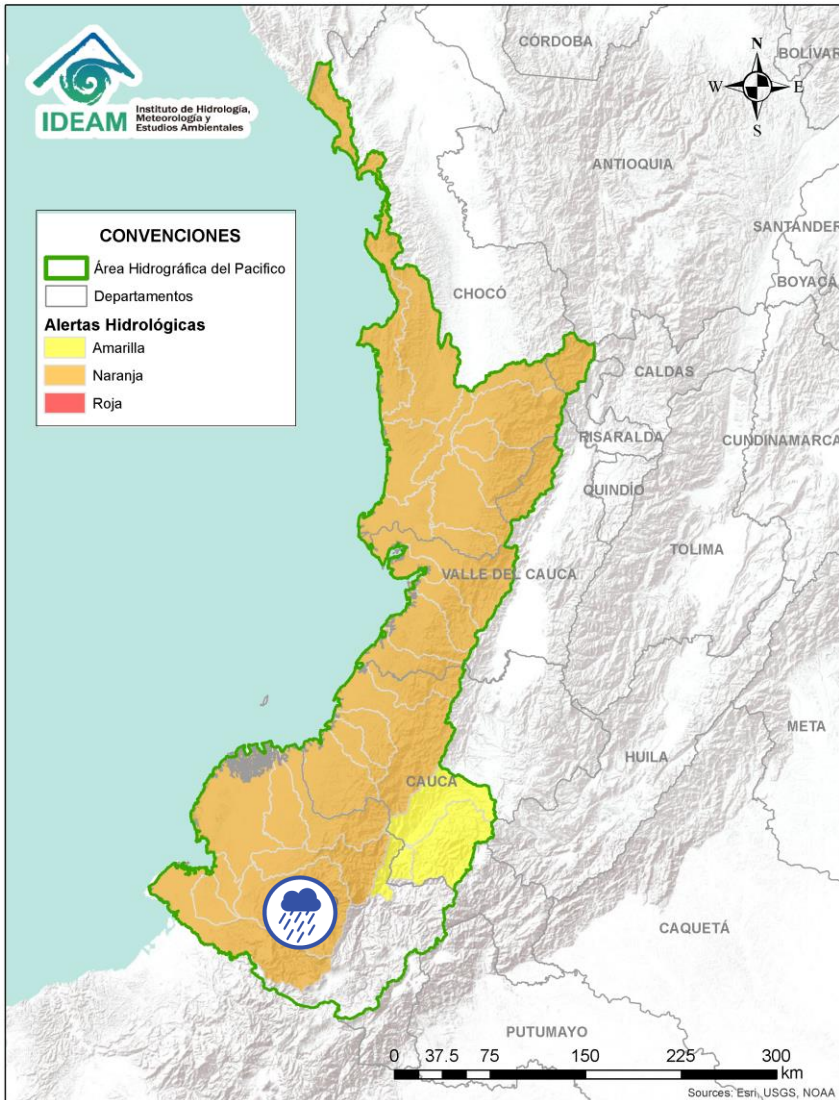 CÓRDOBA
BOLÍVAR
N
W
E
S
IDEAM
Instituto de Hidrología,
Meteorología y
Estudios Ambientales
ANTIOQUIA
SANTANDER
CONVENCIONES
Área Hidrográfica del Pacifico
Departamentos
Alertas Hidrológicas
Amarilla
Naranja
Roja
BOYACÁ
CHOCÓ
CALDAS
RISARALDA
CUNDINAMARCA
QUINDÍO
TOLIMA
VALLE DEL CAUCA
META
HUILA
CAUCA
CAQUETÁ
PUTUMAYO
0 37.5 75 150 225 300
km
Sources: Esri, USGS, NOAA